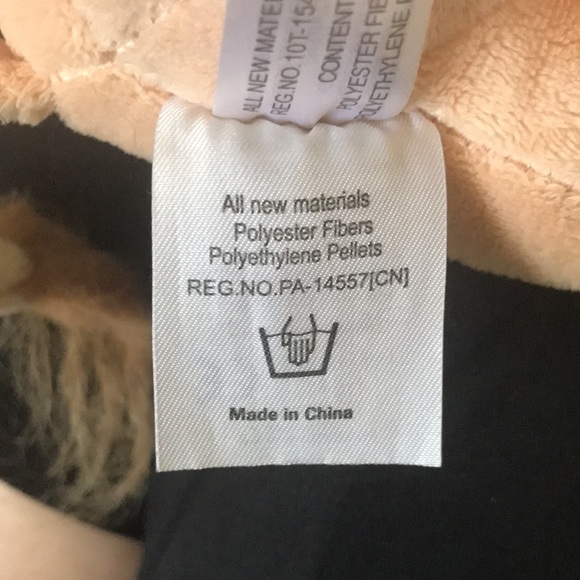 ALL NEW MATE
REG.NO.10T-154
CONTENT
POLYESTER FIB
POLYETHYLENE
All new materials
Polyester Fibers
Polyethylene Pellets
REG.NO.PA-14557[CN]
Made in China